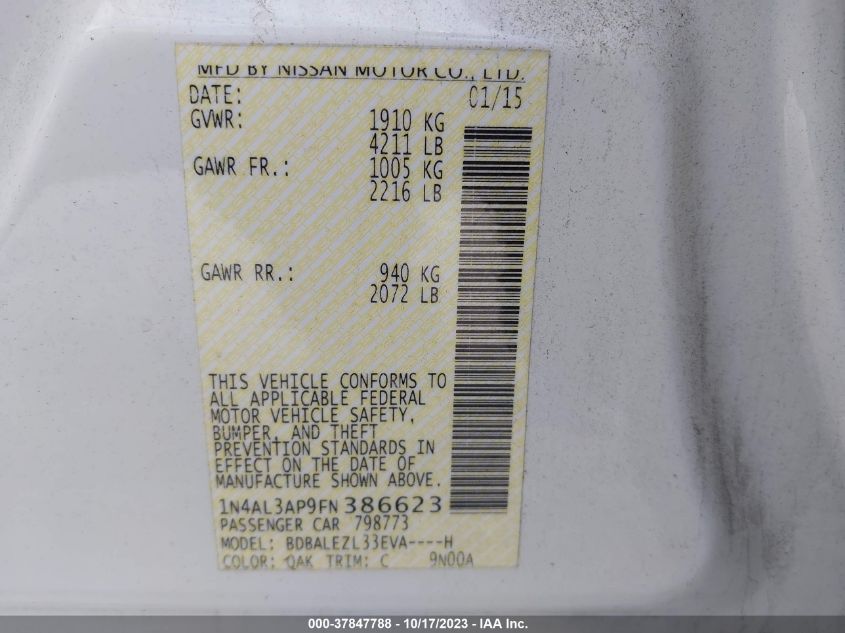 MFD BY NISSAN MOTOR CO., LTD.
DATE: 01/15
GVWR: 1910 KG
4211 LB
GAWR FR.: 1005 KG
2216 LB
GAWR RR.: 940 KG
2072 LB
THIS VEHICLE CONFORMS TO
ALL APPLICABLE FEDERAL
MOTOR VEHICLE SAFETY,
BUMPER, AND THEFT
PREVENTION STANDARDS IN
EFFECT ON THE DATE OF
MANUFACTURE SHOWN ABOVE.
1N4AL3AP9FN386623
PASSENGER CAR 798773
MODEL: BDBALEZL33EVA----H
COLOR: QAK TRIM: C 9N00A
000-37847788 - 10/17/2023 - IAA Inc.